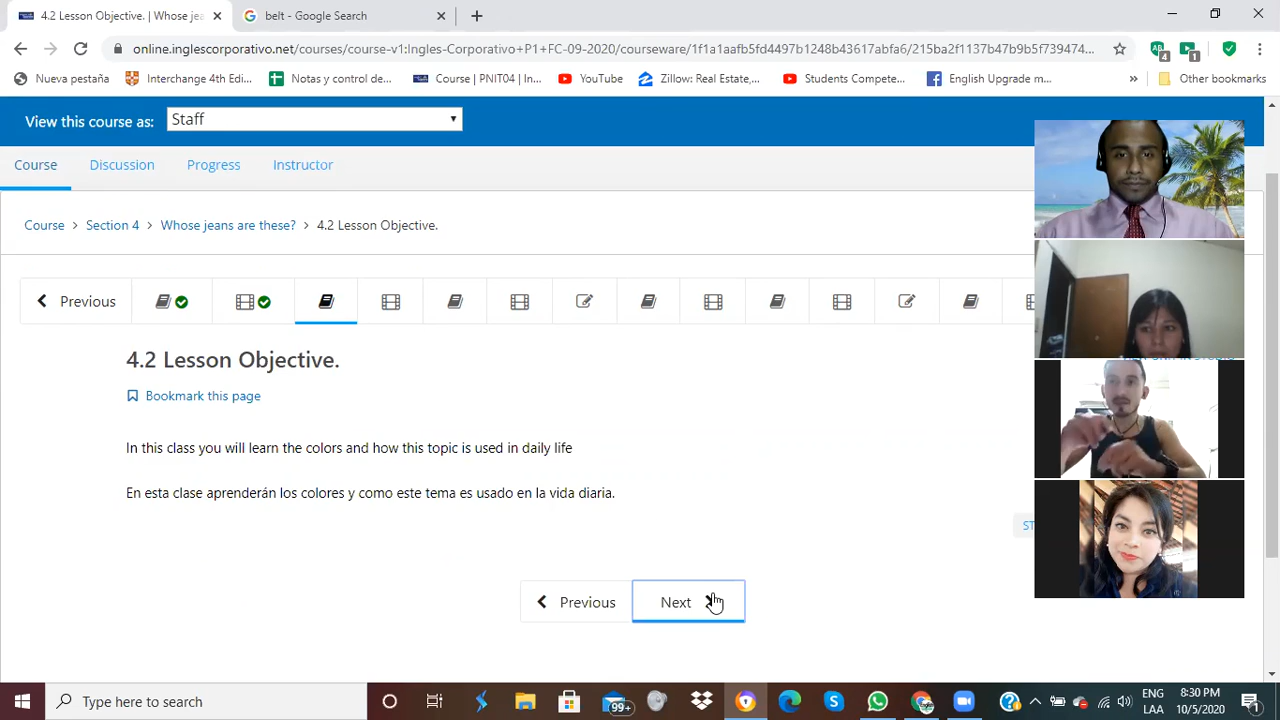 4.2 Lesson Objective. | Whose je
belt - Google Search
online.inglescorporativo.net/courses/course-v1:Ingles-Corporativo+P1+FC-09-2020/courseware/1f1a1aafb5fd4497b1248b43617abfa6/215ba2f1137b47b9b5f739474...
4
1
Nueva pestaña
Interchange 4th Edi...
Notas y control de...
Course | PNIT04 | In...
YouTube
Zillow: Real Estate,...
Students Compete...
English Upgrade m...
»
Other bookmarks
View this course as:
Staff
Course
Discussion
Progress
Instructor
Course > Section 4 > Whose jeans are these? > 4.2 Lesson Objective.
Previous
4.2 Lesson Objective.
Bookmark this page
In this class you will learn the colors and how this topic is used in daily life
En esta clase aprenderán los colores y como este tema es usado en la vida diaria.
ST
Previous
Next
Type here to search
99+
ENG
LAA
8:30 PM
10/5/2020
1